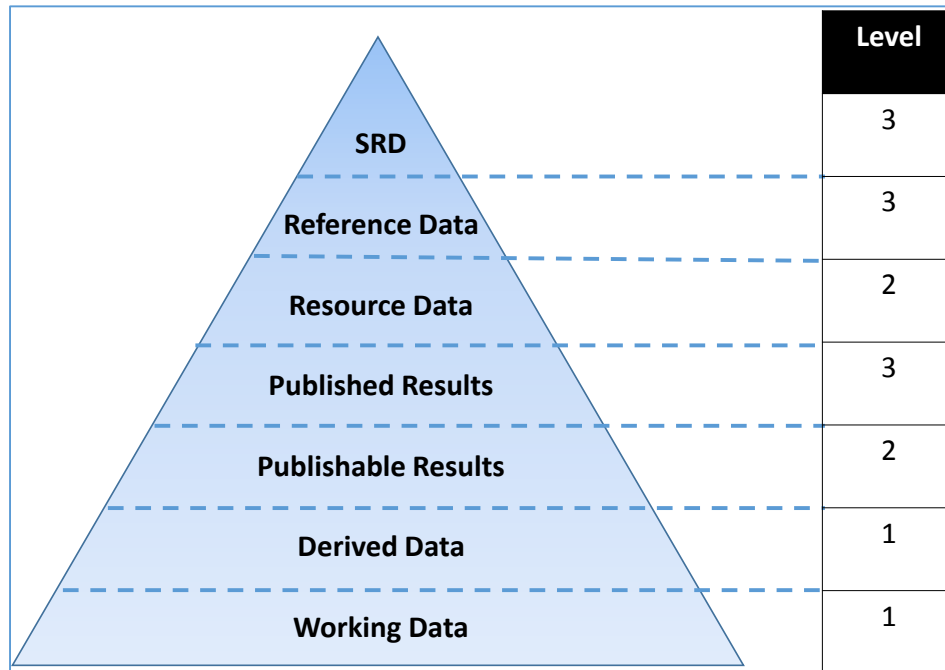 Level
SRD
3
Reference Data
3
Resource Data
2
Published Results
3
Publishable Results
2
Derived Data
1
Working Data
1